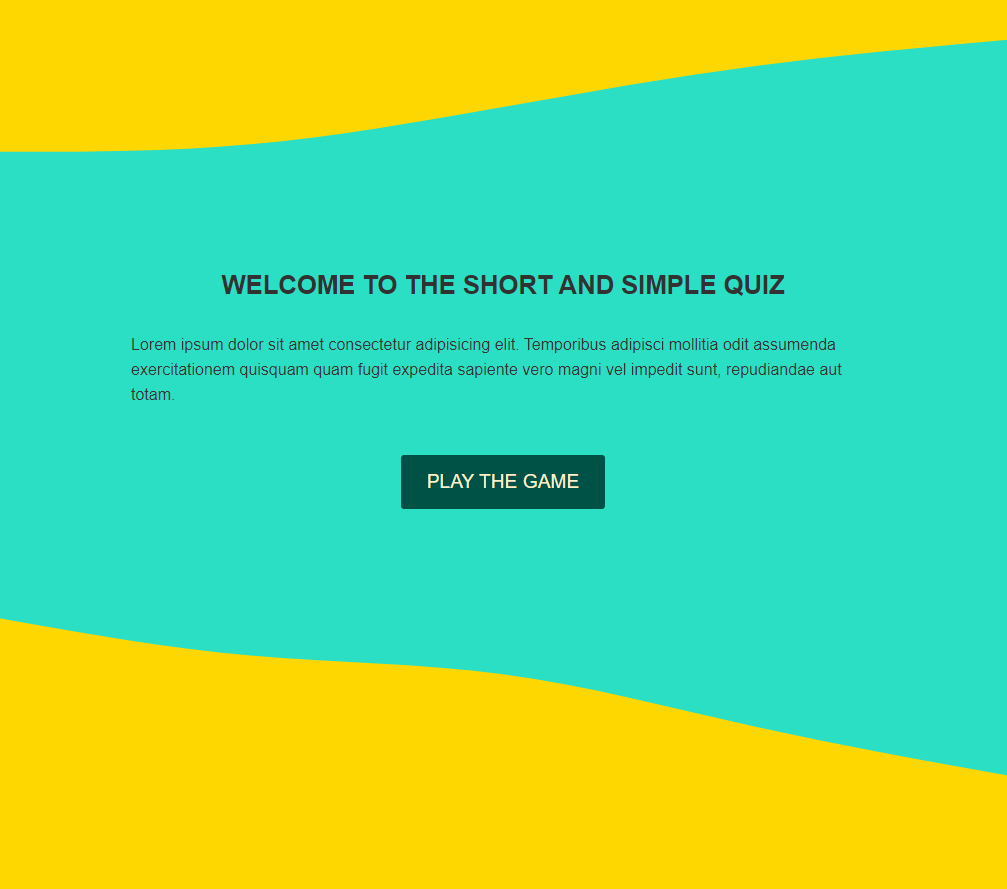 WELCOME TO THE SHORT AND SIMPLE QUIZ
Lorem ipsum dolor sit amet consectetur adipisicing elit. Temporibus adipisci mollitia odit assumenda
exercitationem quisquam quam fugit expedita sapiente vero magni vel impedit sunt, repudiandae aut
totam.
PLAY THE GAME